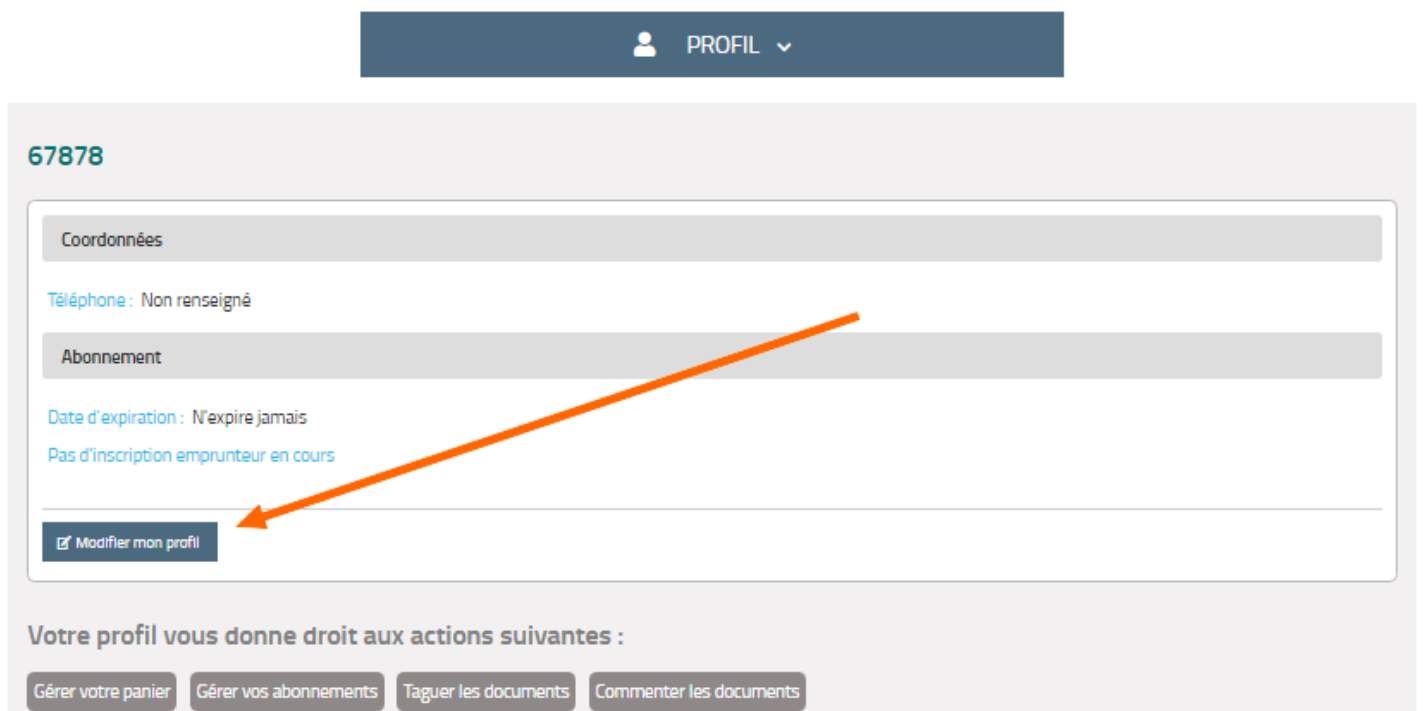 PROFIL
67878
Coordonnées
Téléphone : Non renseigné
Abonnement
Date d'expiration : N'expire jamais
Pas d'inscription emprunteur en cours
Modifier mon profil
Votre profil vous donne droit aux actions suivantes :
Gérer votre panier Gérer vos abonnements Taguer les documents Commenter les documents